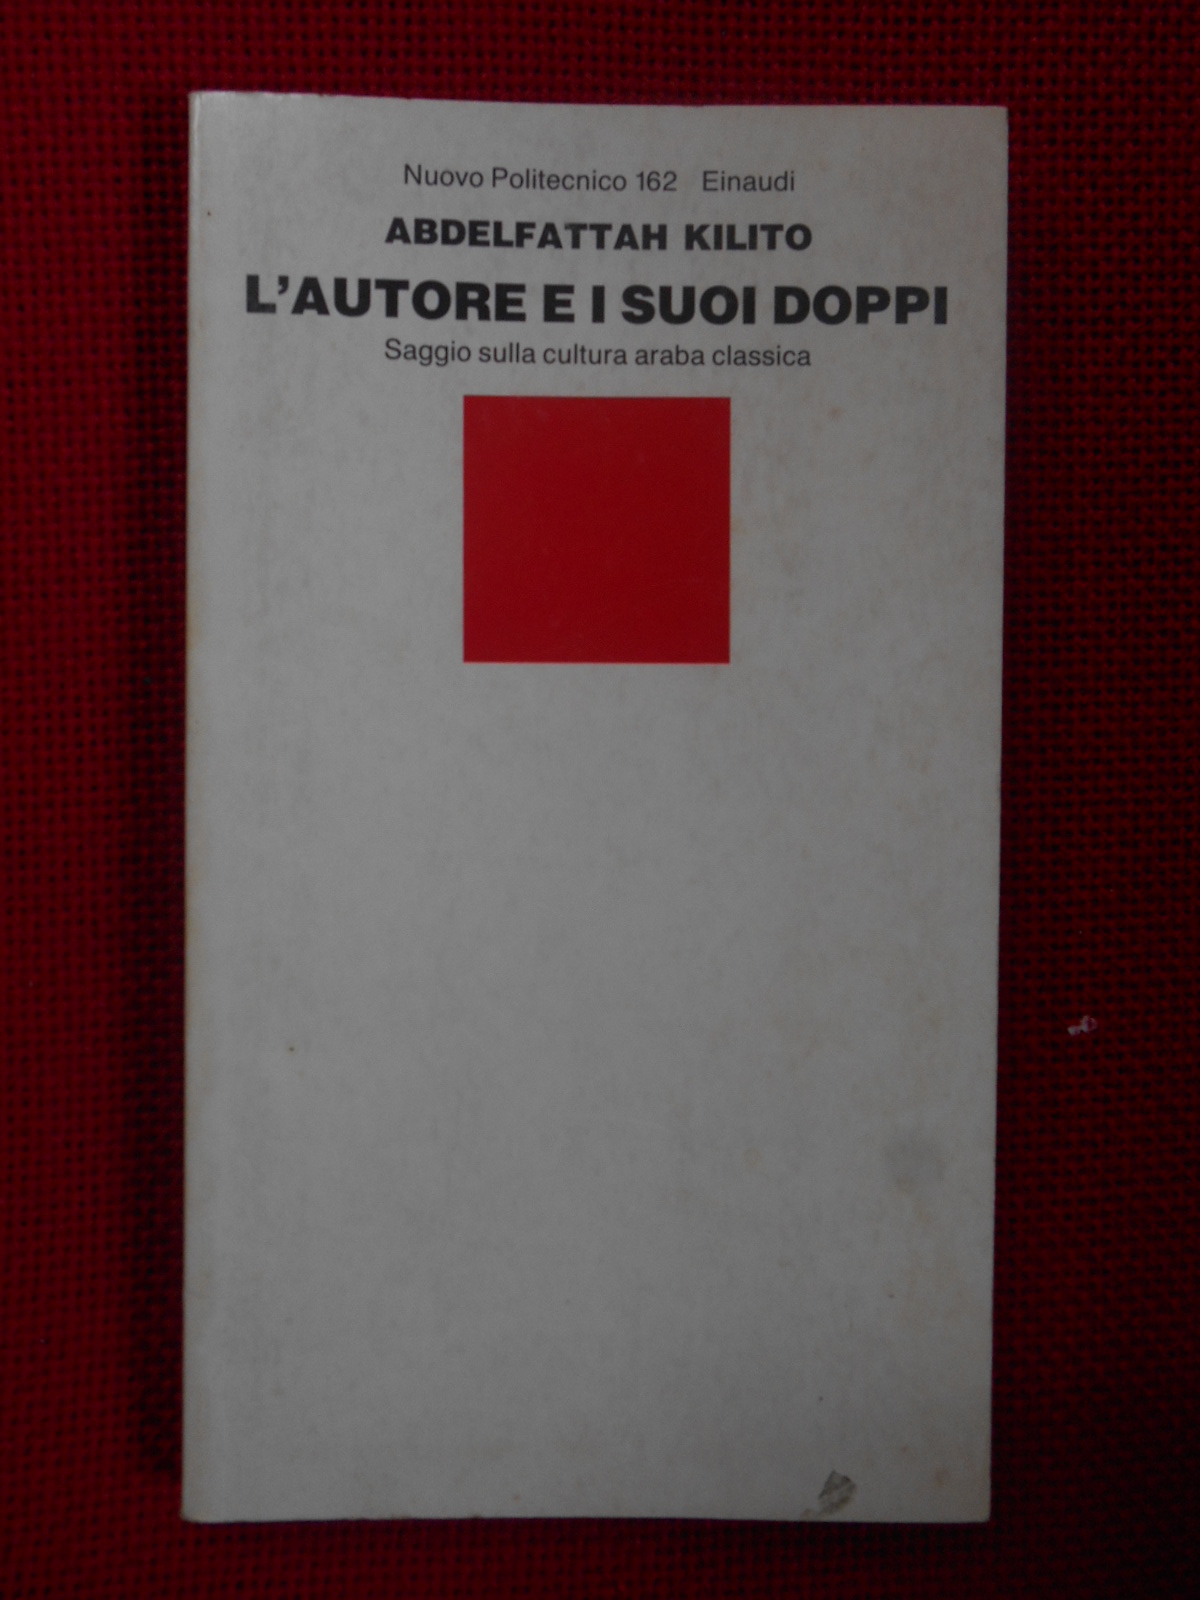 Nuovo Politecnico 162 Einaudi
ABDELFATTAH KILITO
L'AUTORE E I SUOI DOPPI
Saggio sulla cultura araba classica